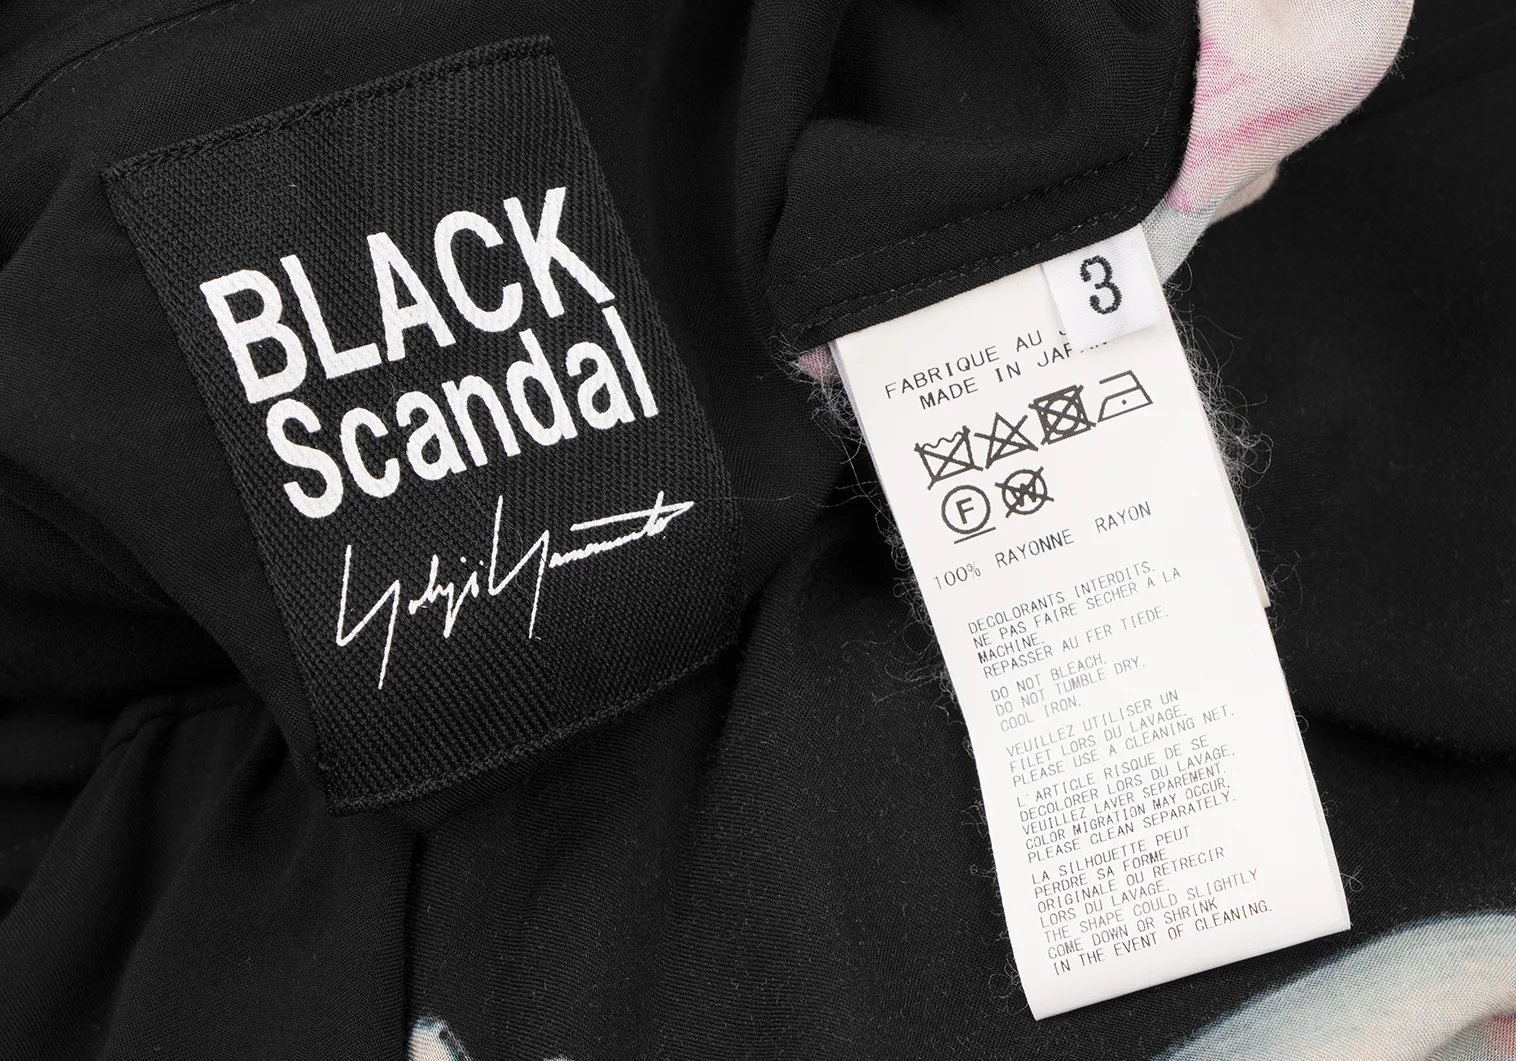 BLACK
Scandal
Yohji Yamamoto
3
FABRIQUE AU
MADE IN JAPAN
F
W
100% RAYONNE RAYON
DECOLORANTS INTERDITS.
NE PAS FAIRE SECHER A LA
MACHINE.
REPASSER AU FER TIEDE.
DO NOT BLEACH.
DO NOT TUMBLE DRY.
COOL IRON.
VEUILLEZ UTILISER UN
FILET LORS DU LAVAGE.
PLEASE USE A CLEANING NET.
L'ARTICLE RISQUE DE SE
DECOLORER LORS DU LAVAGE,
VEUILLEZ LAVER SEPAREMENT.
COLOR MIGRATION MAY OCCUR,
PLEASE CLEAN SEPARATELY.
LA SILHOUETTE PEUT
PERDRE SA FORME
ORIGINALE OU RETRECIR
LORS DU LAVAGE.
THE SHAPE COULD SLIGHTLY
COME DOWN OR SHRINK
IN THE EVENT OF CLEANING.